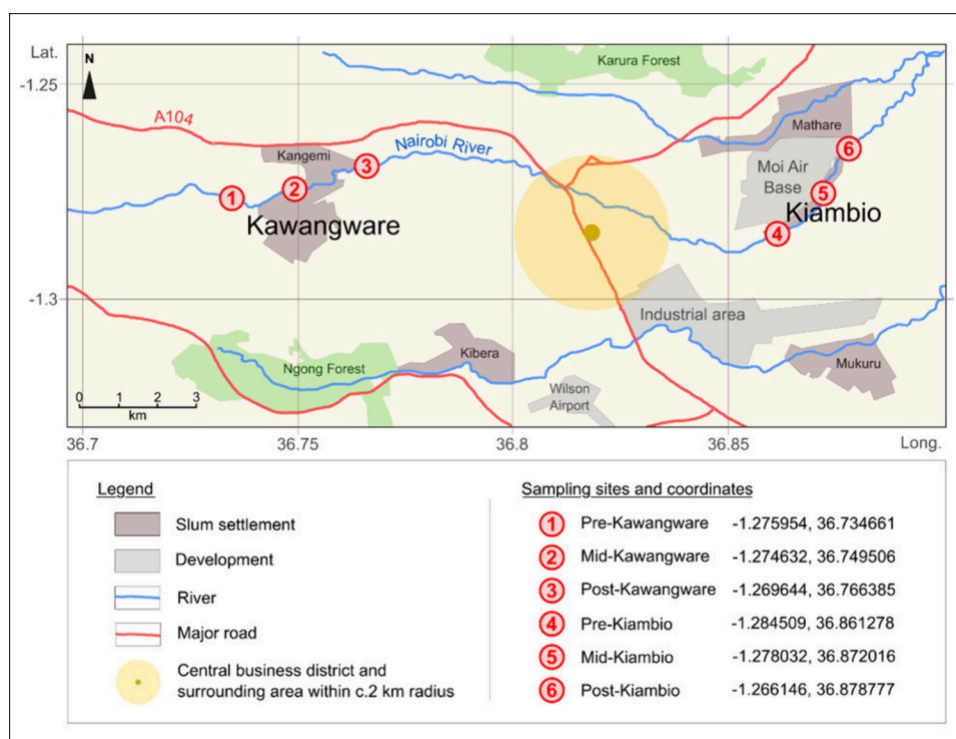 Lat.
N
-1.25
-1.3
A104
Karura Forest
Nairobi River
Kangemi
Mathare
Moi Air
Base
1
2
3
4
5
6
Kawangware
Kiambio
Industrial area
Kibera
Ngong Forest
Wilson
Airport
Mukuru
0 1 2 3
km
36.7 36.75 36.8 36.85 Long.
Legend
Slum settlement
Development
River
Major road
Central business district and
surrounding area within c.2 km radius
Sampling sites and coordinates
1 Pre-Kawangware -1.275954, 36.734661
2 Mid-Kawangware -1.274632, 36.749506
3 Post-Kawangware -1.269644, 36.766385
4 Pre-Kiambio -1.284509, 36.861278
5 Mid-Kiambio -1.278032, 36.872016
6 Post-Kiambio -1.266146, 36.878777